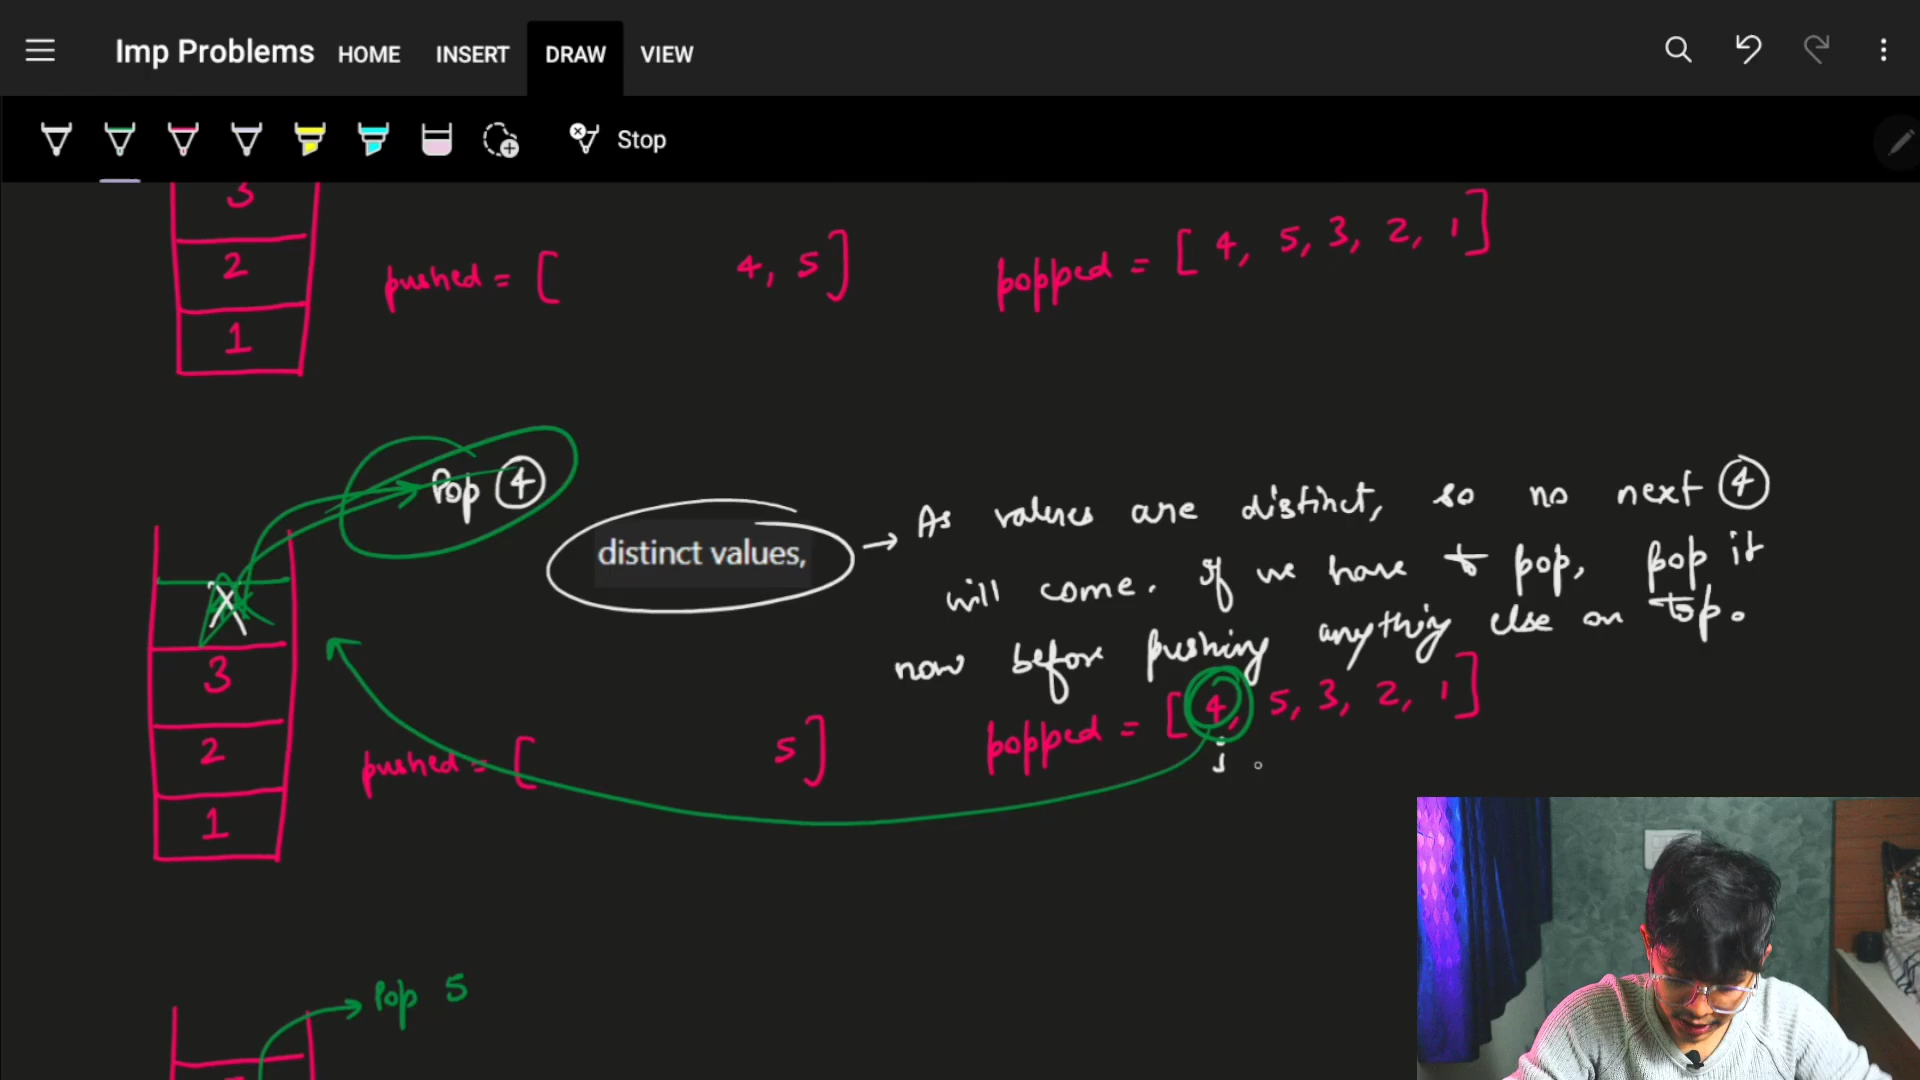 Imp Problems HOME INSERT DRAW VIEW
Stop
3
2
1
pushed = [ 4, 5]
popped = [ 4, 5, 3, 2, 1]
Pop 4
distinct values,
→ As values are distinct, so no next 4
will come. If we have to pop, pop it
now before pushing anything else on top.
3
2
1
pushed = [ 5]
popped = [ 4, 5, 3, 2, 1]
j
Pop 5